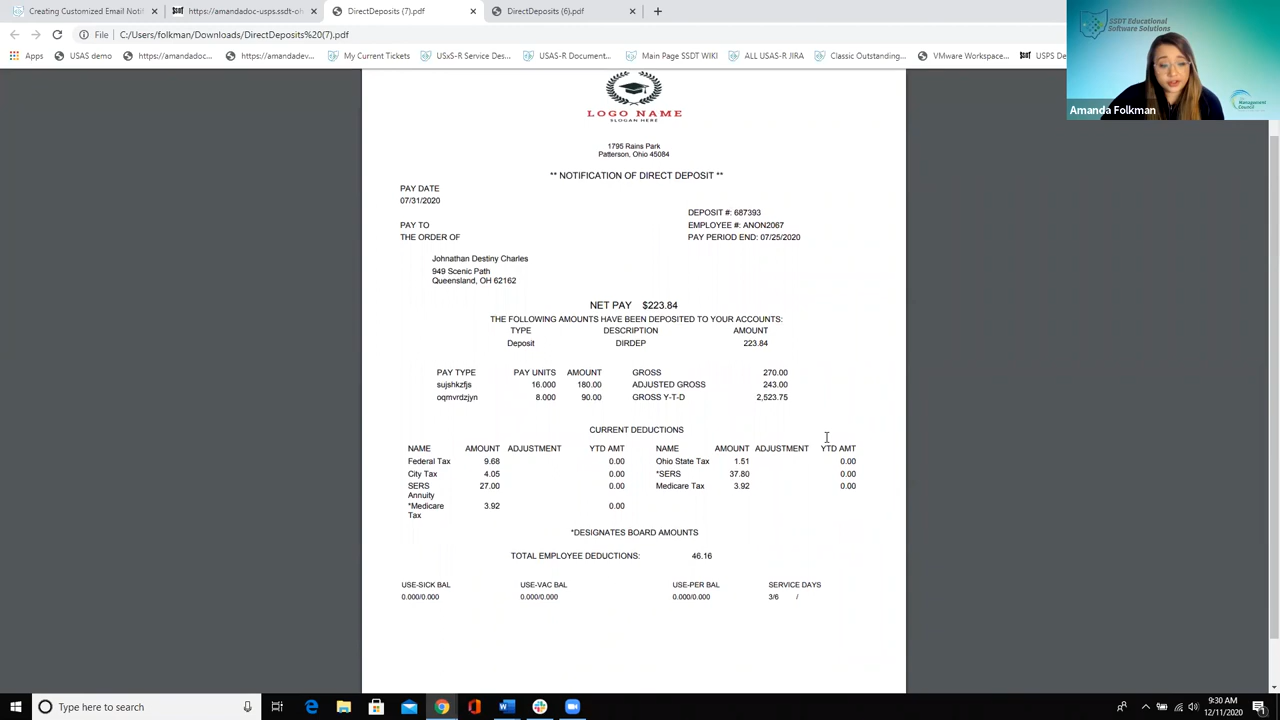 Creating Customized Email Notif
https://amandadoc-ups.ssdt-oh
DirectDeposits (7).pdf
DirectDeposits (6).pdf
File
C:/Users/folkman/Downloads/DirectDeposits%20(7).pdf
Apps
USAS demo
https://amandadoc...
https://amandadev...
My Current Tickets
USxS-R Service Des...
USAS-R Document...
Main Page SSDT WIKI
ALL USAS-R JIRA
Classic Outstanding...
VMware Workspace...
USPS De
SSDT Educational
Software Solutions
Management
Council
Amanda Folkman
LOGO NAME
SLOGAN HERE
1795 Rains Park
Patterson, Ohio 45084
** NOTIFICATION OF DIRECT DEPOSIT **
PAY DATE
07/31/2020
DEPOSIT #: 687393
PAY TO EMPLOYEE #: ANON2067
THE ORDER OF PAY PERIOD END: 07/25/2020
Johnathan Destiny Charles
949 Scenic Path
Queensland, OH 62162
NET PAY $223.84
THE FOLLOWING AMOUNTS HAVE BEEN DEPOSITED TO YOUR ACCOUNTS:
TYPE DESCRIPTION AMOUNT
Deposit DIRDEP 223.84
PAY TYPE PAY UNITS AMOUNT GROSS 270.00
sujshkzfjs 16.000 180.00 ADJUSTED GROSS 243.00
oqmvrdzjyn 8.000 90.00 GROSS Y-T-D 2,523.75
CURRENT DEDUCTIONS
NAME AMOUNT ADJUSTMENT YTD AMT NAME AMOUNT ADJUSTMENT YTD AMT
Federal Tax 9.68 0.00 Ohio State Tax 1.51 0.00
City Tax 4.05 0.00 *SERS 37.80 0.00
SERS 27.00 0.00 Medicare Tax 3.92 0.00
Annuity
*Medicare 3.92 0.00
Tax
*DESIGNATES BOARD AMOUNTS
TOTAL EMPLOYEE DEDUCTIONS: 46.16
USE-SICK BAL USE-VAC BAL USE-PER BAL SERVICE DAYS
0.000/0.000 0.000/0.000 0.000/0.000 3/6 /
Type here to search
9:30 AM
12/11/2020